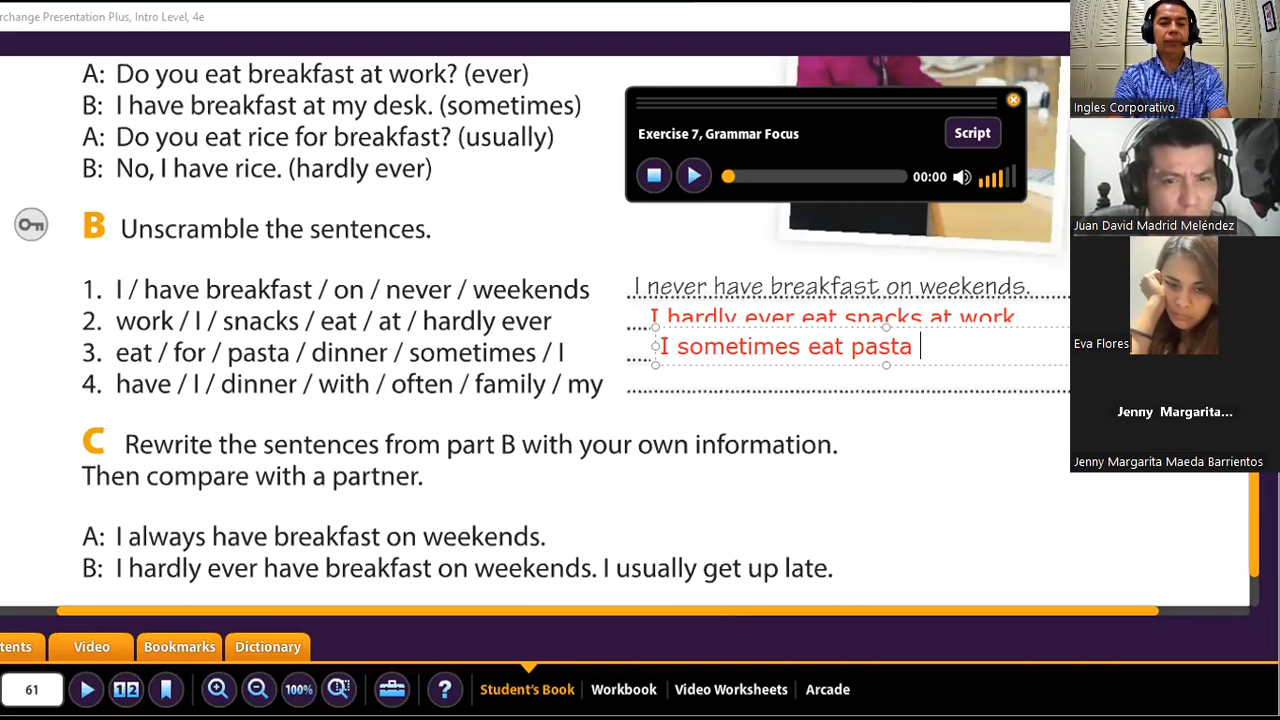 rchange Presentation Plus, Intro Level, 4e
A: Do you eat breakfast at work? (ever)
B: I have breakfast at my desk. (sometimes)
A: Do you eat rice for breakfast? (usually)
B: No, I have rice. (hardly ever)
Exercise 7, Grammar Focus
Script
00:00
B Unscramble the sentences.
1. I / have breakfast / on / never / weekends
I never have breakfast on weekends.
2. work / I / snacks / eat / at / hardly ever
I hardly ever eat snacks at work
3. eat / for / pasta / dinner / sometimes / I
I sometimes eat pasta
4. have / I / dinner / with / often / family / my
C Rewrite the sentences from part B with your own information.
Then compare with a partner.
A: I always have breakfast on weekends.
B: I hardly ever have breakfast on weekends. I usually get up late.
Ingles Corporativo
Juan David Madrid Meléndez
Eva Flores
Jenny Margarita...
Jenny Margarita Maeda Barrientos
tents
Video
Bookmarks
Dictionary
61
1 2
100%
?
Student's Book
Workbook
Video Worksheets
Arcade